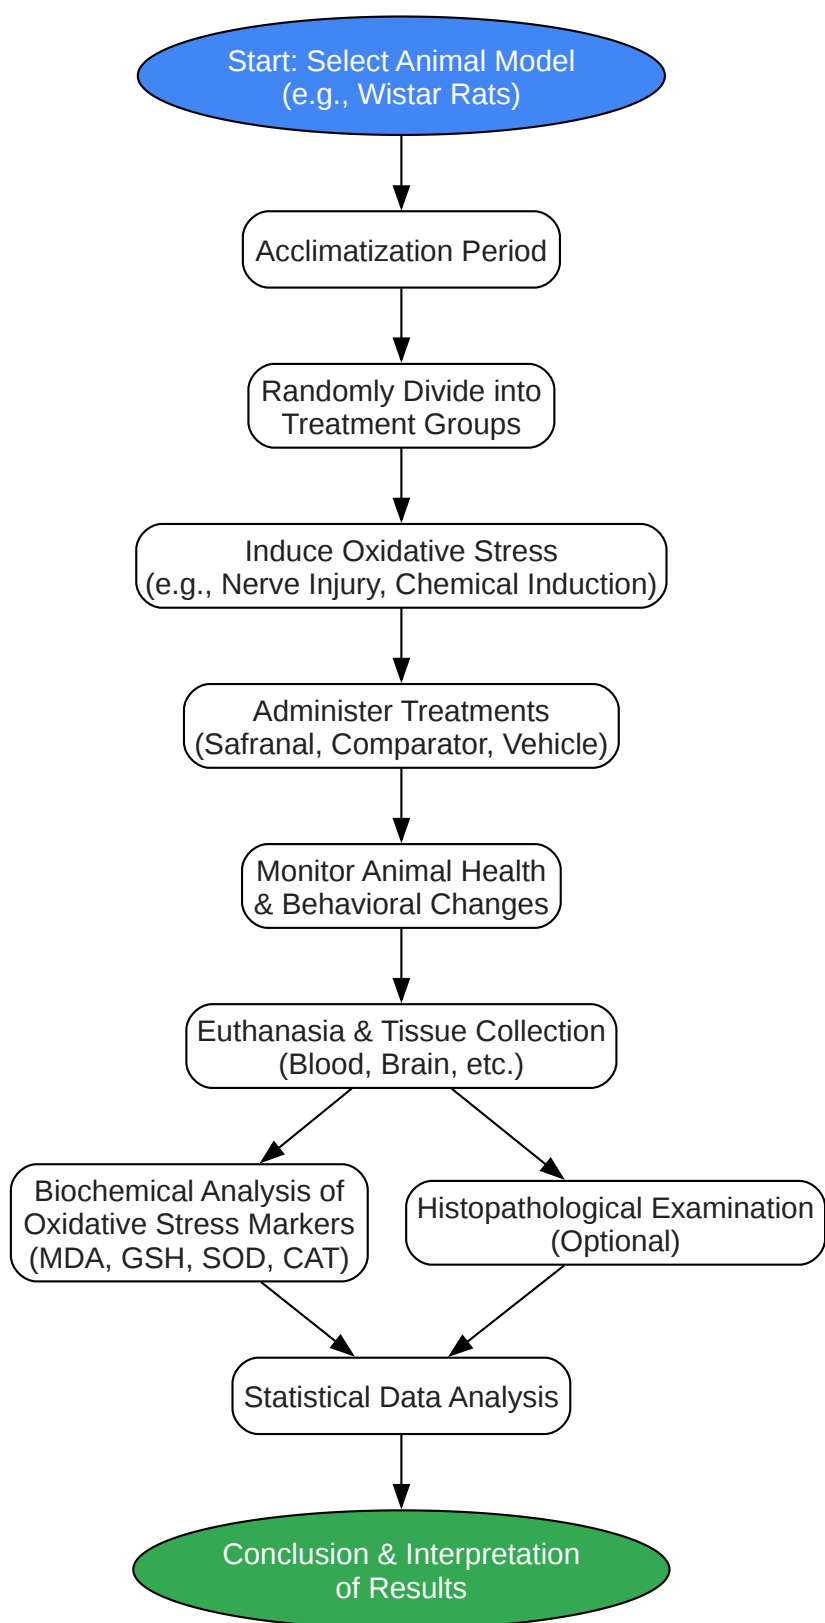 Start: Select Animal Model
(e.g., Wistar Rats)
Acclimatization Period
Randomly Divide into
Treatment Groups
Induce Oxidative Stress
(e.g., Nerve Injury, Chemical Induction)
Administer Treatments
(Safranal, Comparator, Vehicle)
Monitor Animal Health
& Behavioral Changes
Euthanasia & Tissue Collection
(Blood, Brain, etc.)
Biochemical Analysis of
Oxidative Stress Markers
(MDA, GSH, SOD, CAT)
Histopathological Examination
(Optional)
Statistical Data Analysis
Conclusion & Interpretation
of Results